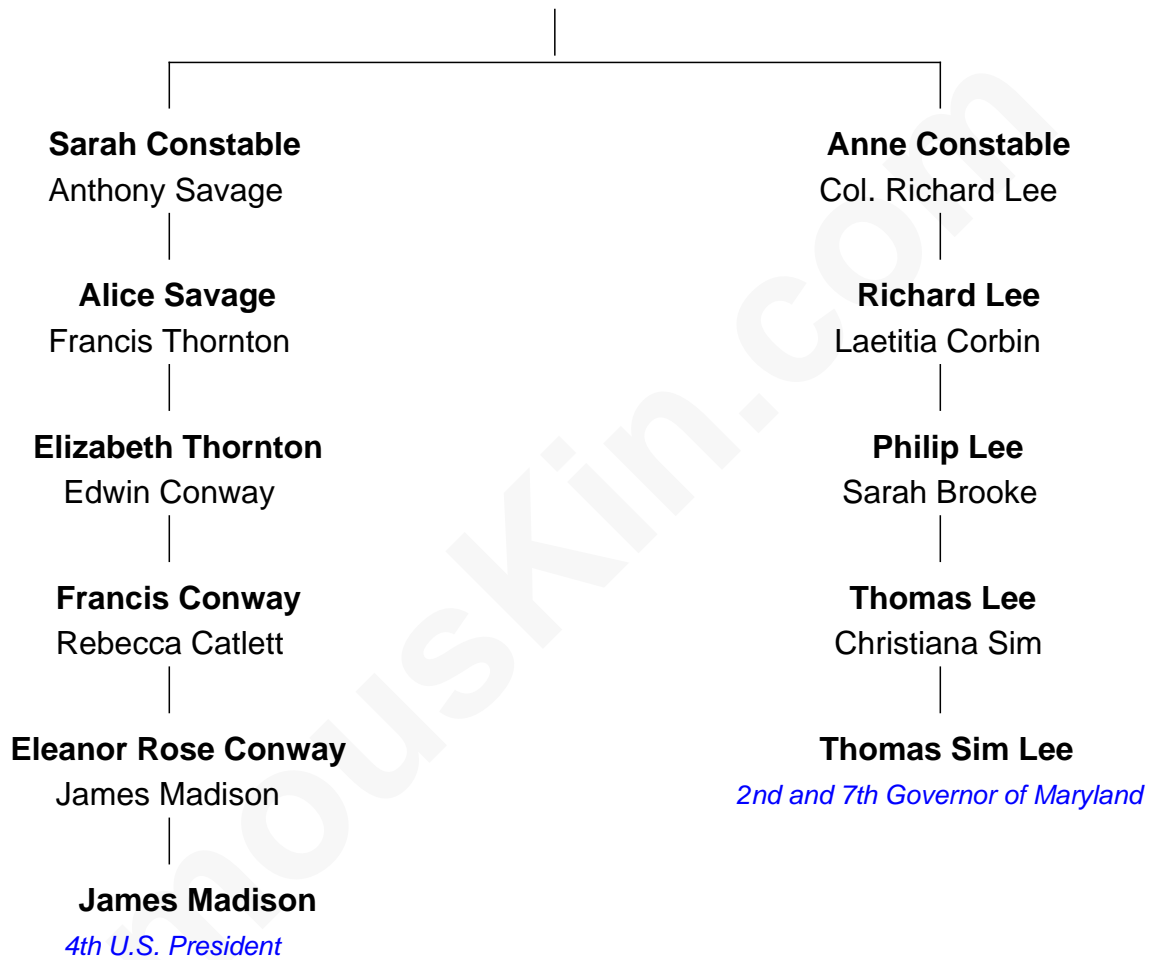 Sarah Constable
Anthony Savage
Anne Constable
Col. Richard Lee
Alice Savage
Francis Thornton
Richard Lee
Laetitia Corbin
Elizabeth Thornton
Edwin Conway
Philip Lee
Sarah Brooke
Francis Conway
Rebecca Catlett
Thomas Lee
Christiana Sim
Eleanor Rose Conway
James Madison
Thomas Sim Lee
2nd and 7th Governor of Maryland
James Madison
4th U.S. President
mousKin.com